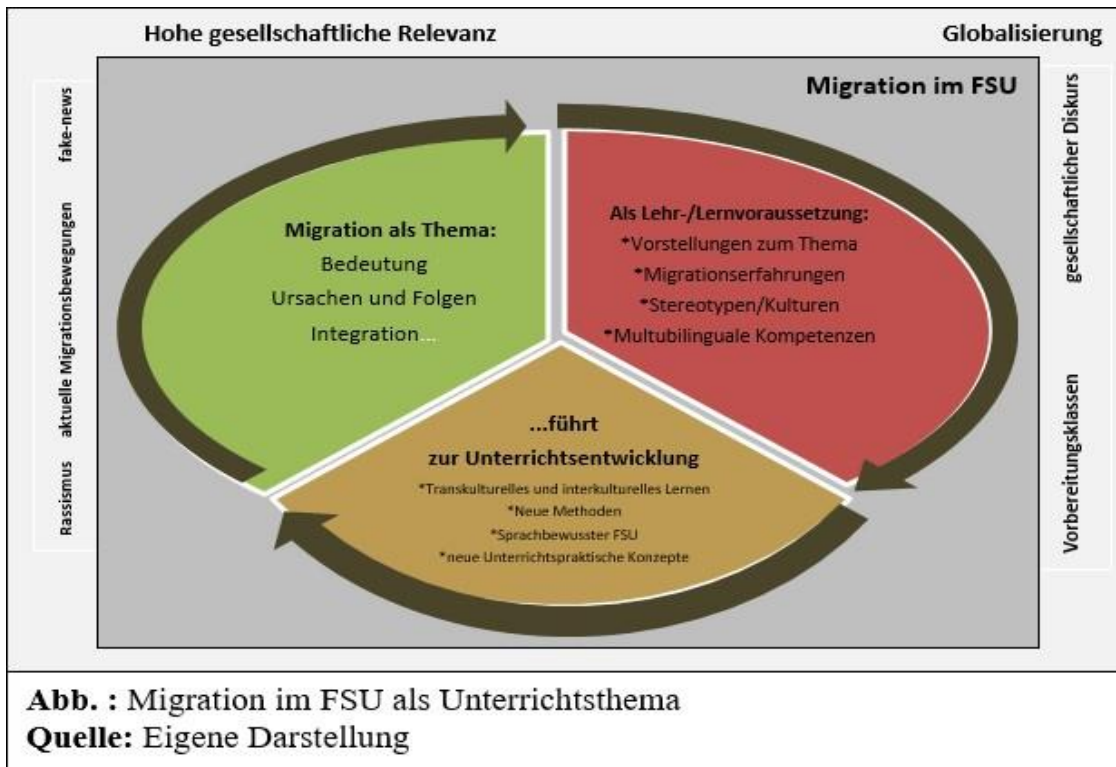 Hohe gesellschaftliche Relevanz
Globalisierung
Migration im FSU
fake-news
aktuelle Migrationsbewegungen
Rassismus
gesellschaftlicher Diskurs
Vorbereitungsklassen
Migration als Thema:
Bedeutung
Ursachen und Folgen
Integration...
Als Lehr-/Lernvoraussetzung:
*Vorstellungen zum Thema
*Migrationserfahrungen
*Stereotypen/Kulturen
*Multubilinguale Kompetenzen
...führt
zur Unterrichtsentwicklung
*Transkulturelles und interkulturelles Lernen
*Neue Methoden
*Sprachbewusster FSU
*neue Unterrichtspraktische Konzepte
Abb. : Migration im FSU als Unterrichtsthema
Quelle: Eigene Darstellung